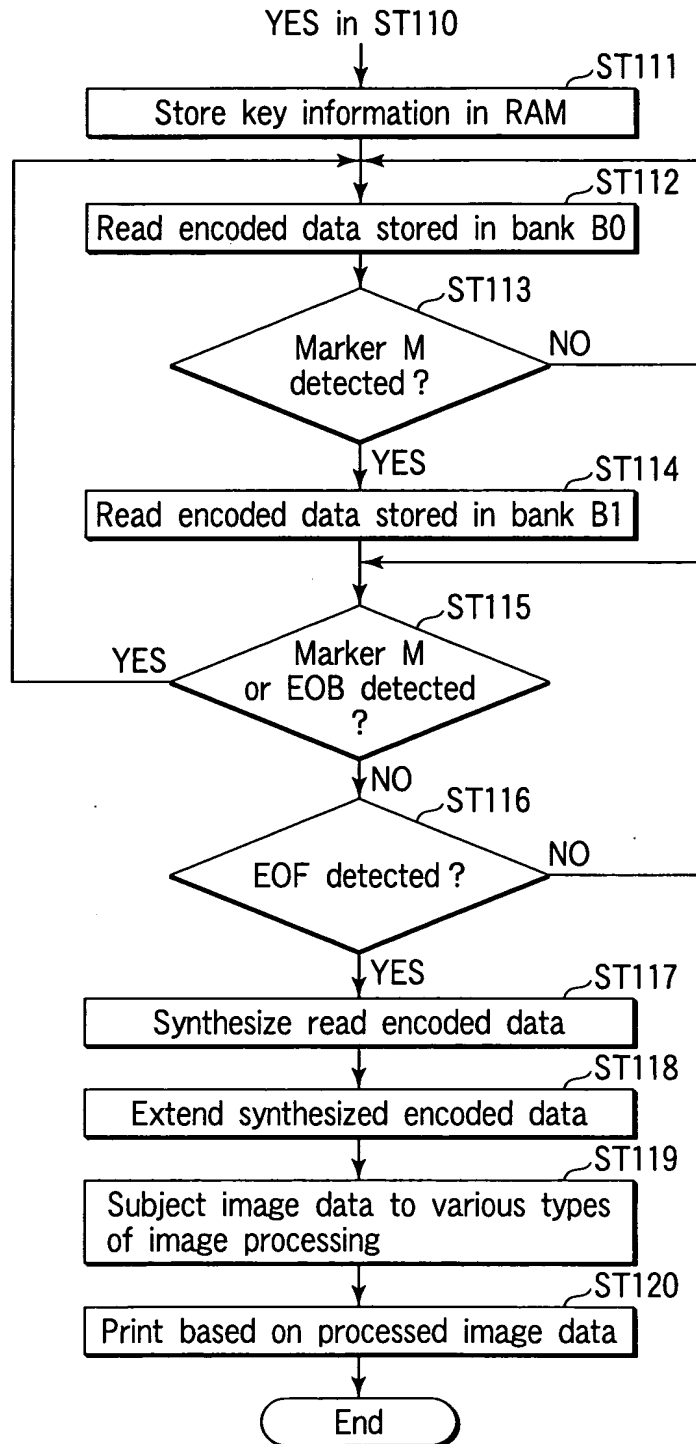 YES in ST110
ST111
Store key information in RAM
ST112
Read encoded data stored in bank B0
ST113
Marker M
detected ?
NO
YES
ST114
Read encoded data stored in bank B1
ST115
YES
Marker M
or EOB detected
?
NO
ST116
EOF detected ?
NO
YES
ST117
Synthesize read encoded data
ST118
Extend synthesized encoded data
ST119
Subject image data to various types
of image processing
ST120
Print based on processed image data
End